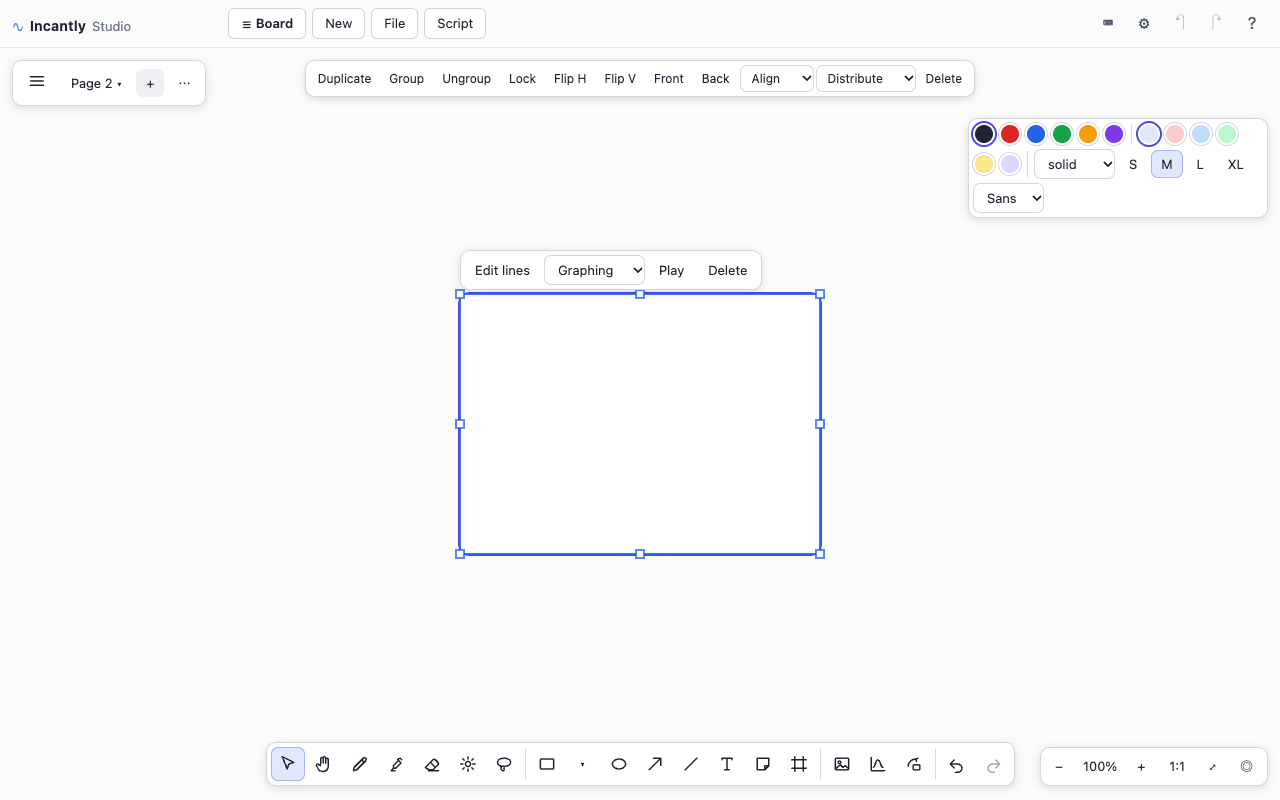 Incantly Studio
≡ Board New File Script
?
Page 2 ▾ + ...
Duplicate Group Ungroup Lock Flip H Flip V Front Back Align Distribute Delete
solid S M L XL
Sans
Edit lines Graphing Play Delete
− 100% + 1:1